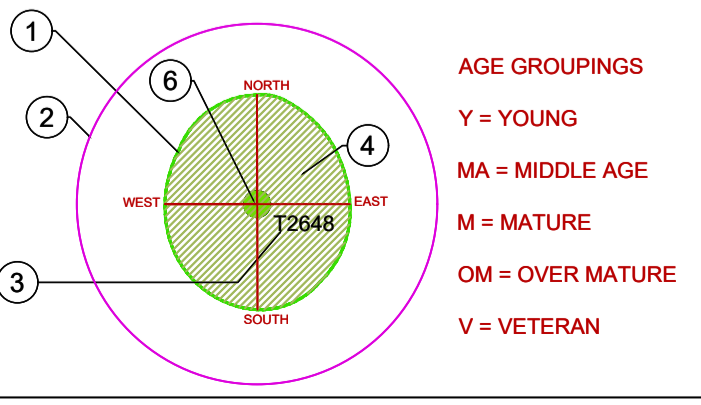 1
2
6
NORTH
4
WEST
EAST
T2648
3
SOUTH
AGE GROUPINGS
Y = YOUNG
MA = MIDDLE AGE
M = MATURE
OM = OVER MATURE
V = VETERAN